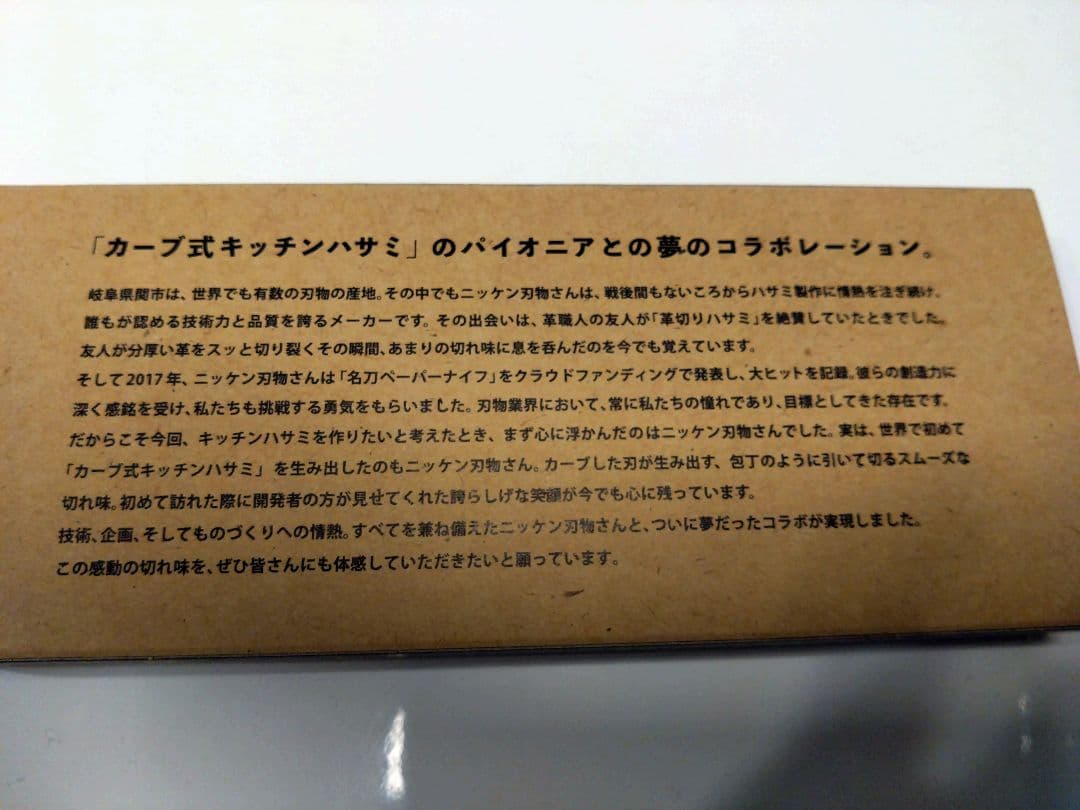 「カーブ式キッチンハサミ」のパイオニアとの夢のコラボレーション。
岐阜県関市は、世界でも有数の刃物の産地。その中でもニッケン刃物さんは、戦後間もないころからハサミ製作に情熱を注ぎ続け、
誰もが認める技術力と品質を誇るメーカーです。その出会いは、革職人の友人が「革切りハサミ」を絶賛していたときでした。
友人が分厚い革をスッと切り裂くその瞬間、あまりの切れ味に息を呑んだのを今でも覚えています。
そして2017年、ニッケン刃物さんは「名刀ペーパーナイフ」をクラウドファンディングで発表し、大ヒットを記録。彼らの創造力に
深く感銘を受け、私たちも挑戦する勇気をもらいました。刃物業界において、常に私たちの憧れであり、目標としてきた存在です。
だからこそ今回、キッチンハサミを作りたいと考えたとき、まず心に浮かんだのはニッケン刃物さんでした。実は、世界で初めて
「カーブ式キッチンハサミ」を生み出したのもニッケン刃物さん。カーブした刃が生み出す、包丁のように引いて切るスムーズな
切れ味。初めて訪れた際に開発者の方が見せてくれた誇らしげな笑顔が今でも心に残っています。
技術、企画、そしてものづくりへの情熱。すべてを兼ね備えたニッケン刃物さんと、ついに夢だったコラボが実現しました。
この感動の切れ味を、ぜひ皆さんにも体感していただきたいと願っています。